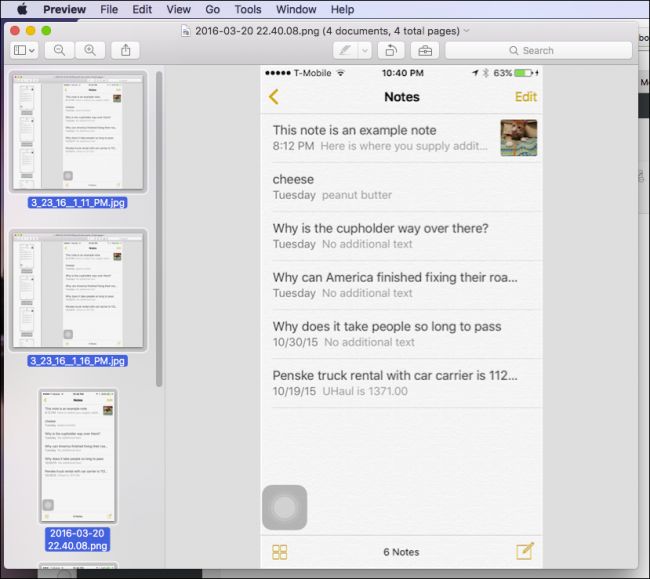 Preview File Edit View Go Tools Window Help
2016-03-20 22.40.08.png (4 documents, 4 total pages)
Search
3_23_16__1_11_PM.jpg
3_23_16__1_16_PM.jpg
2016-03-20
22.40.08.png
T-Mobile 10:40 PM 63%
Notes Edit
This note is an example note
8:12 PM Here is where you supply addit...
cheese
Tuesday peanut butter
Why is the cupholder way over there?
Tuesday No additional text
Why can America finished fixing their roa...
Tuesday No additional text
Why does it take people so long to pass
10/30/15 No additional text
Penske truck rental with car carrier is 112...
10/19/15 UHaul is 1371.00
6 Notes